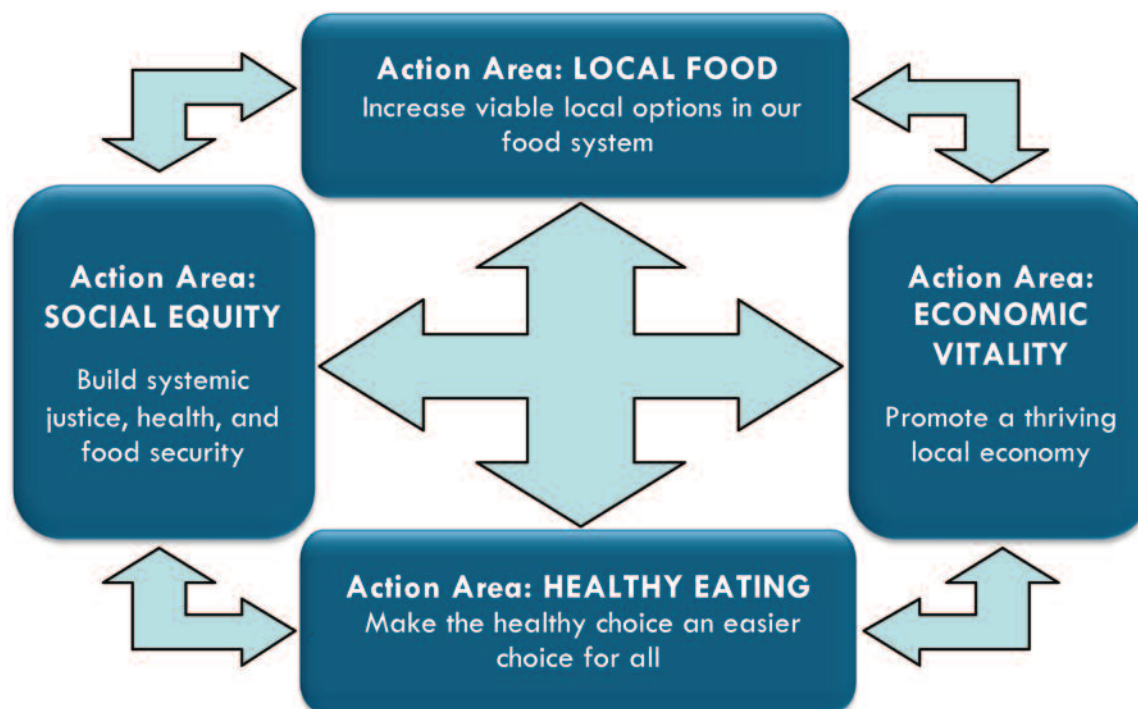 Action Area: LOCAL FOOD
Increase viable local options in our
food system
Action Area:
SOCIAL EQUITY
Build systemic
justice, health, and
food security
Action Area:
ECONOMIC
VITALITY
Promote a thriving
local economy
Action Area: HEALTHY EATING
Make the healthy choice an easier
choice for all